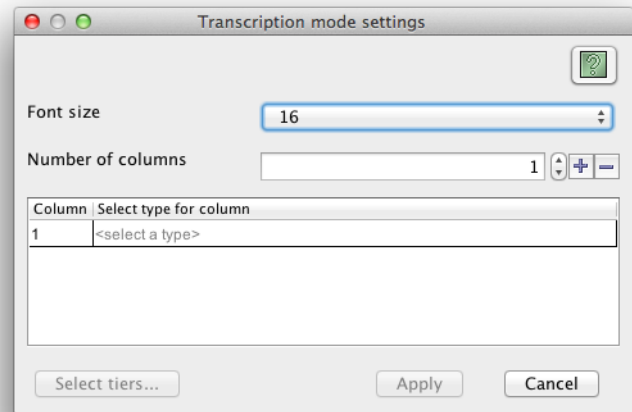 Transcription mode settings
?
Font size
16
Number of columns
1
Column Select type for column
1 <select a type>
Select tiers... Apply Cancel